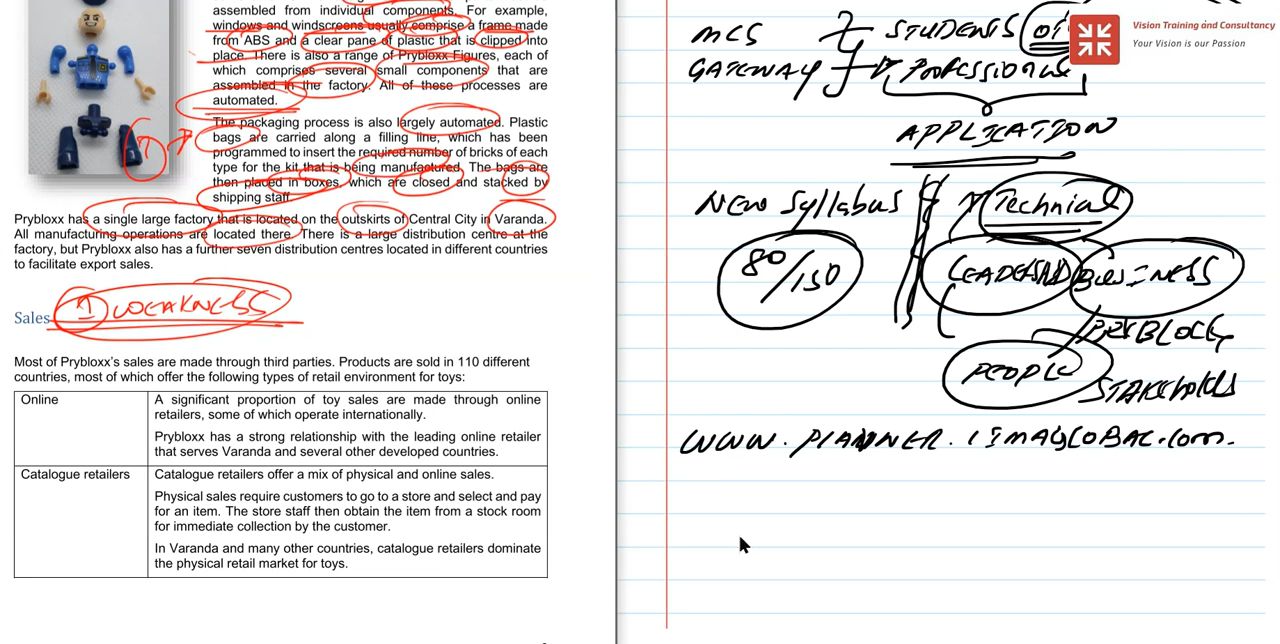 assembled from individual components. For example,
windows and windscreens usually comprise a frame made
from ABS and a clear pane of plastic that is clipped into
place. There is also a range of Prybloxx Figures, each of
which comprises several small components that are
assembled in the factory. All of these processes are
automated.
The packaging process is also largely automated. Plastic
bags are carried along a filling line, which has been
programmed to insert the required number of bricks of each
type for the kit that is being manufactured. The bags are
then placed in boxes, which are closed and stacked by
shipping staff.
Prybloxx has a single large factory that is located on the outskirts of Central City in Varanda.
All manufacturing operations are located there. There is a large distribution centre at the
factory, but Prybloxx also has a further seven distribution centres located in different countries
to facilitate export sales.
Sales
① WEAKNESS
Most of Prybloxx's sales are made through third parties. Products are sold in 110 different
countries, most of which offer the following types of retail environment for toys:
Online
A significant proportion of toy sales are made through online
retailers, some of which operate internationally.
Prybloxx has a strong relationship with the leading online retailer
that serves Varanda and several other developed countries.
Catalogue retailers
Catalogue retailers offer a mix of physical and online sales.
Physical sales require customers to go to a store and select and pay
for an item. The store staff then obtain the item from a stock room
for immediate collection by the customer.
In Varanda and many other countries, catalogue retailers dominate
the physical retail market for toys.
MCS STUDENTS
GATEWAY PROFESSIONALS
APPLICATION
New Syllabus Technical
80/150 LEADERSHIP BUSINESS
PRYBLOCK
PEOPLE STAKEHOLDERS
WWW.PLANNER.CIMAGLOBAL.COM.
Vision Training and Consultancy
Your Vision is our Passion